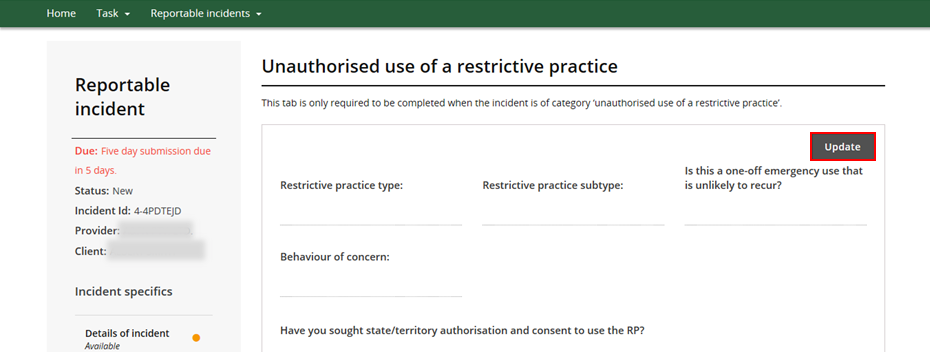 Home Task Reportable incidents
Reportable
incident
Due: Five day submission due
in 5 days.
Status: New
Incident Id: 4-4PDTEJD
Provider:
Client:
Incident specifics
Details of incident
Available
Unauthorised use of a restrictive practice
This tab is only required to be completed when the incident is of category ‘unauthorised use of a restrictive practice’.
Update
Restrictive practice type:
Restrictive practice subtype:
Is this a one-off emergency use that
is unlikely to recur?
Behaviour of concern:
Have you sought state/territory authorisation and consent to use the RP?